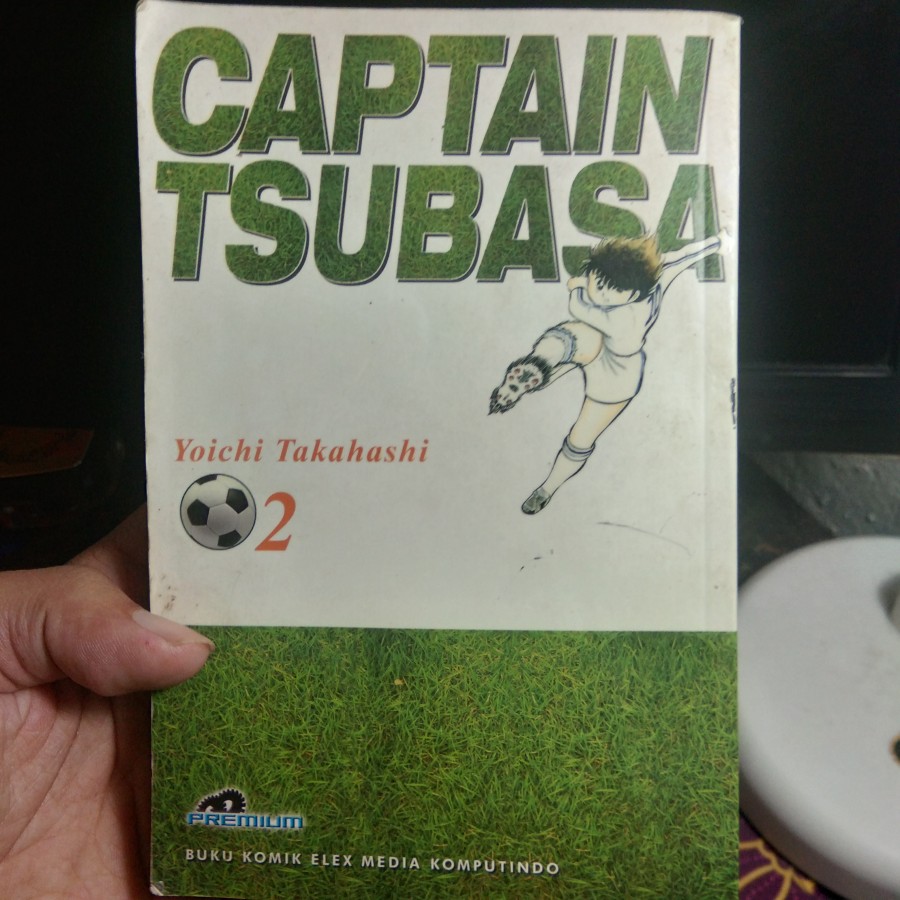 CAPTAIN
TSUBASA
Yoichi Takahashi
2
PREMIUM
BUKU KOMIK ELEX MEDIA KOMPUTINDO